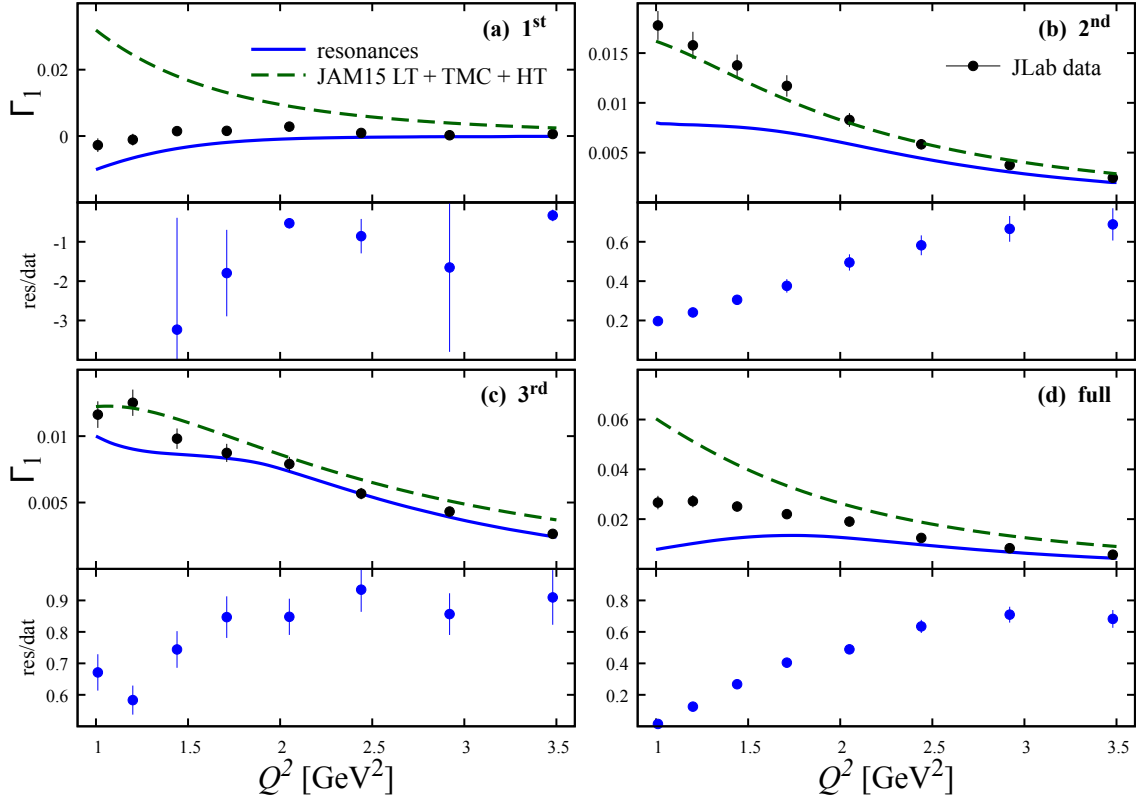 (a) 1st
resonances
JAM15 LT + TMC + HT
Γ1
0.02
0
res/dat
-1
-2
-3
(b) 2nd
JLab data
0.015
0.01
0.005
0.6
0.4
0.2
(c) 3rd
Γ1
0.01
0.005
res/dat
0.9
0.8
0.7
0.6
1 1.5 2 2.5 3 3.5
Q2 [GeV2]
(d) full
0.06
0.04
0.02
0.8
0.6
0.4
0.2
1 1.5 2 2.5 3 3.5
Q2 [GeV2]